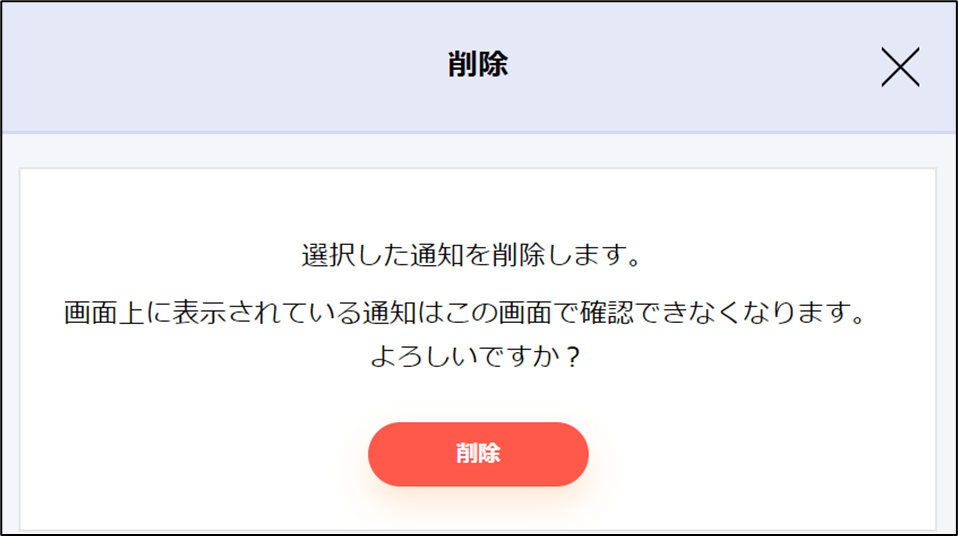 削除
選択した通知を削除します。
画面上に表示されている通知はこの画面で確認できなくなります。
よろしいですか？
削除